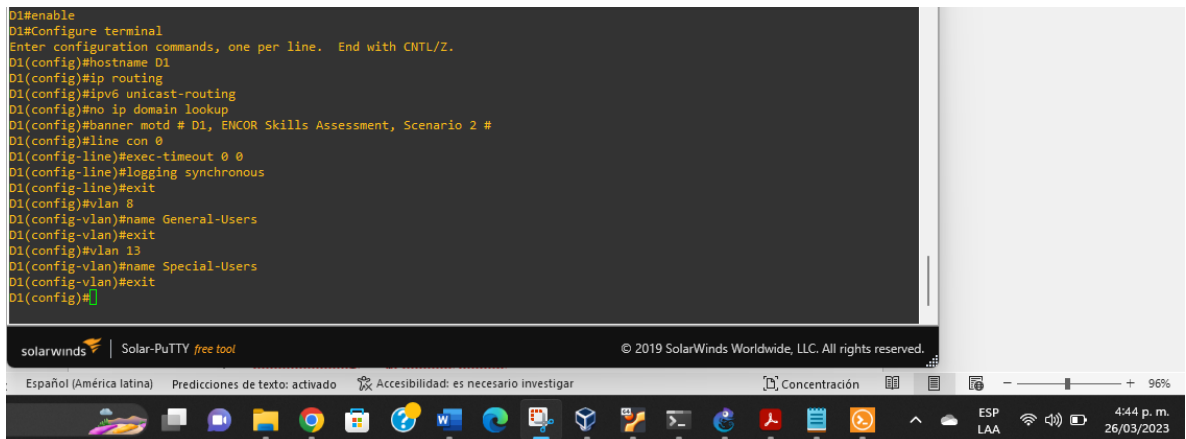 D1#enable
D1#Configure terminal
Enter configuration commands, one per line.  End with CNTL/Z.
D1(config)#hostname D1
D1(config)#ip routing
D1(config)#ipv6 unicast-routing
D1(config)#no ip domain lookup
D1(config)#banner motd # D1, ENCOR Skills Assessment, Scenario 2 #
D1(config)#line con 0
D1(config-line)#exec-timeout 0 0
D1(config-line)#logging synchronous
D1(config-line)#exit
D1(config)#vlan 8
D1(config-vlan)#name General-Users
D1(config-vlan)#exit
D1(config)#vlan 13
D1(config-vlan)#name Special-Users
D1(config-vlan)#exit
D1(config)#
solarwinds | Solar-PuTTY free tool © 2019 SolarWinds Worldwide, LLC. All rights reserved.
Español (América latina) Predicciones de texto: activado Accesibilidad: es necesario investigar Concentración 96%
ESP 4:44 p. m.
LAA 26/03/2023